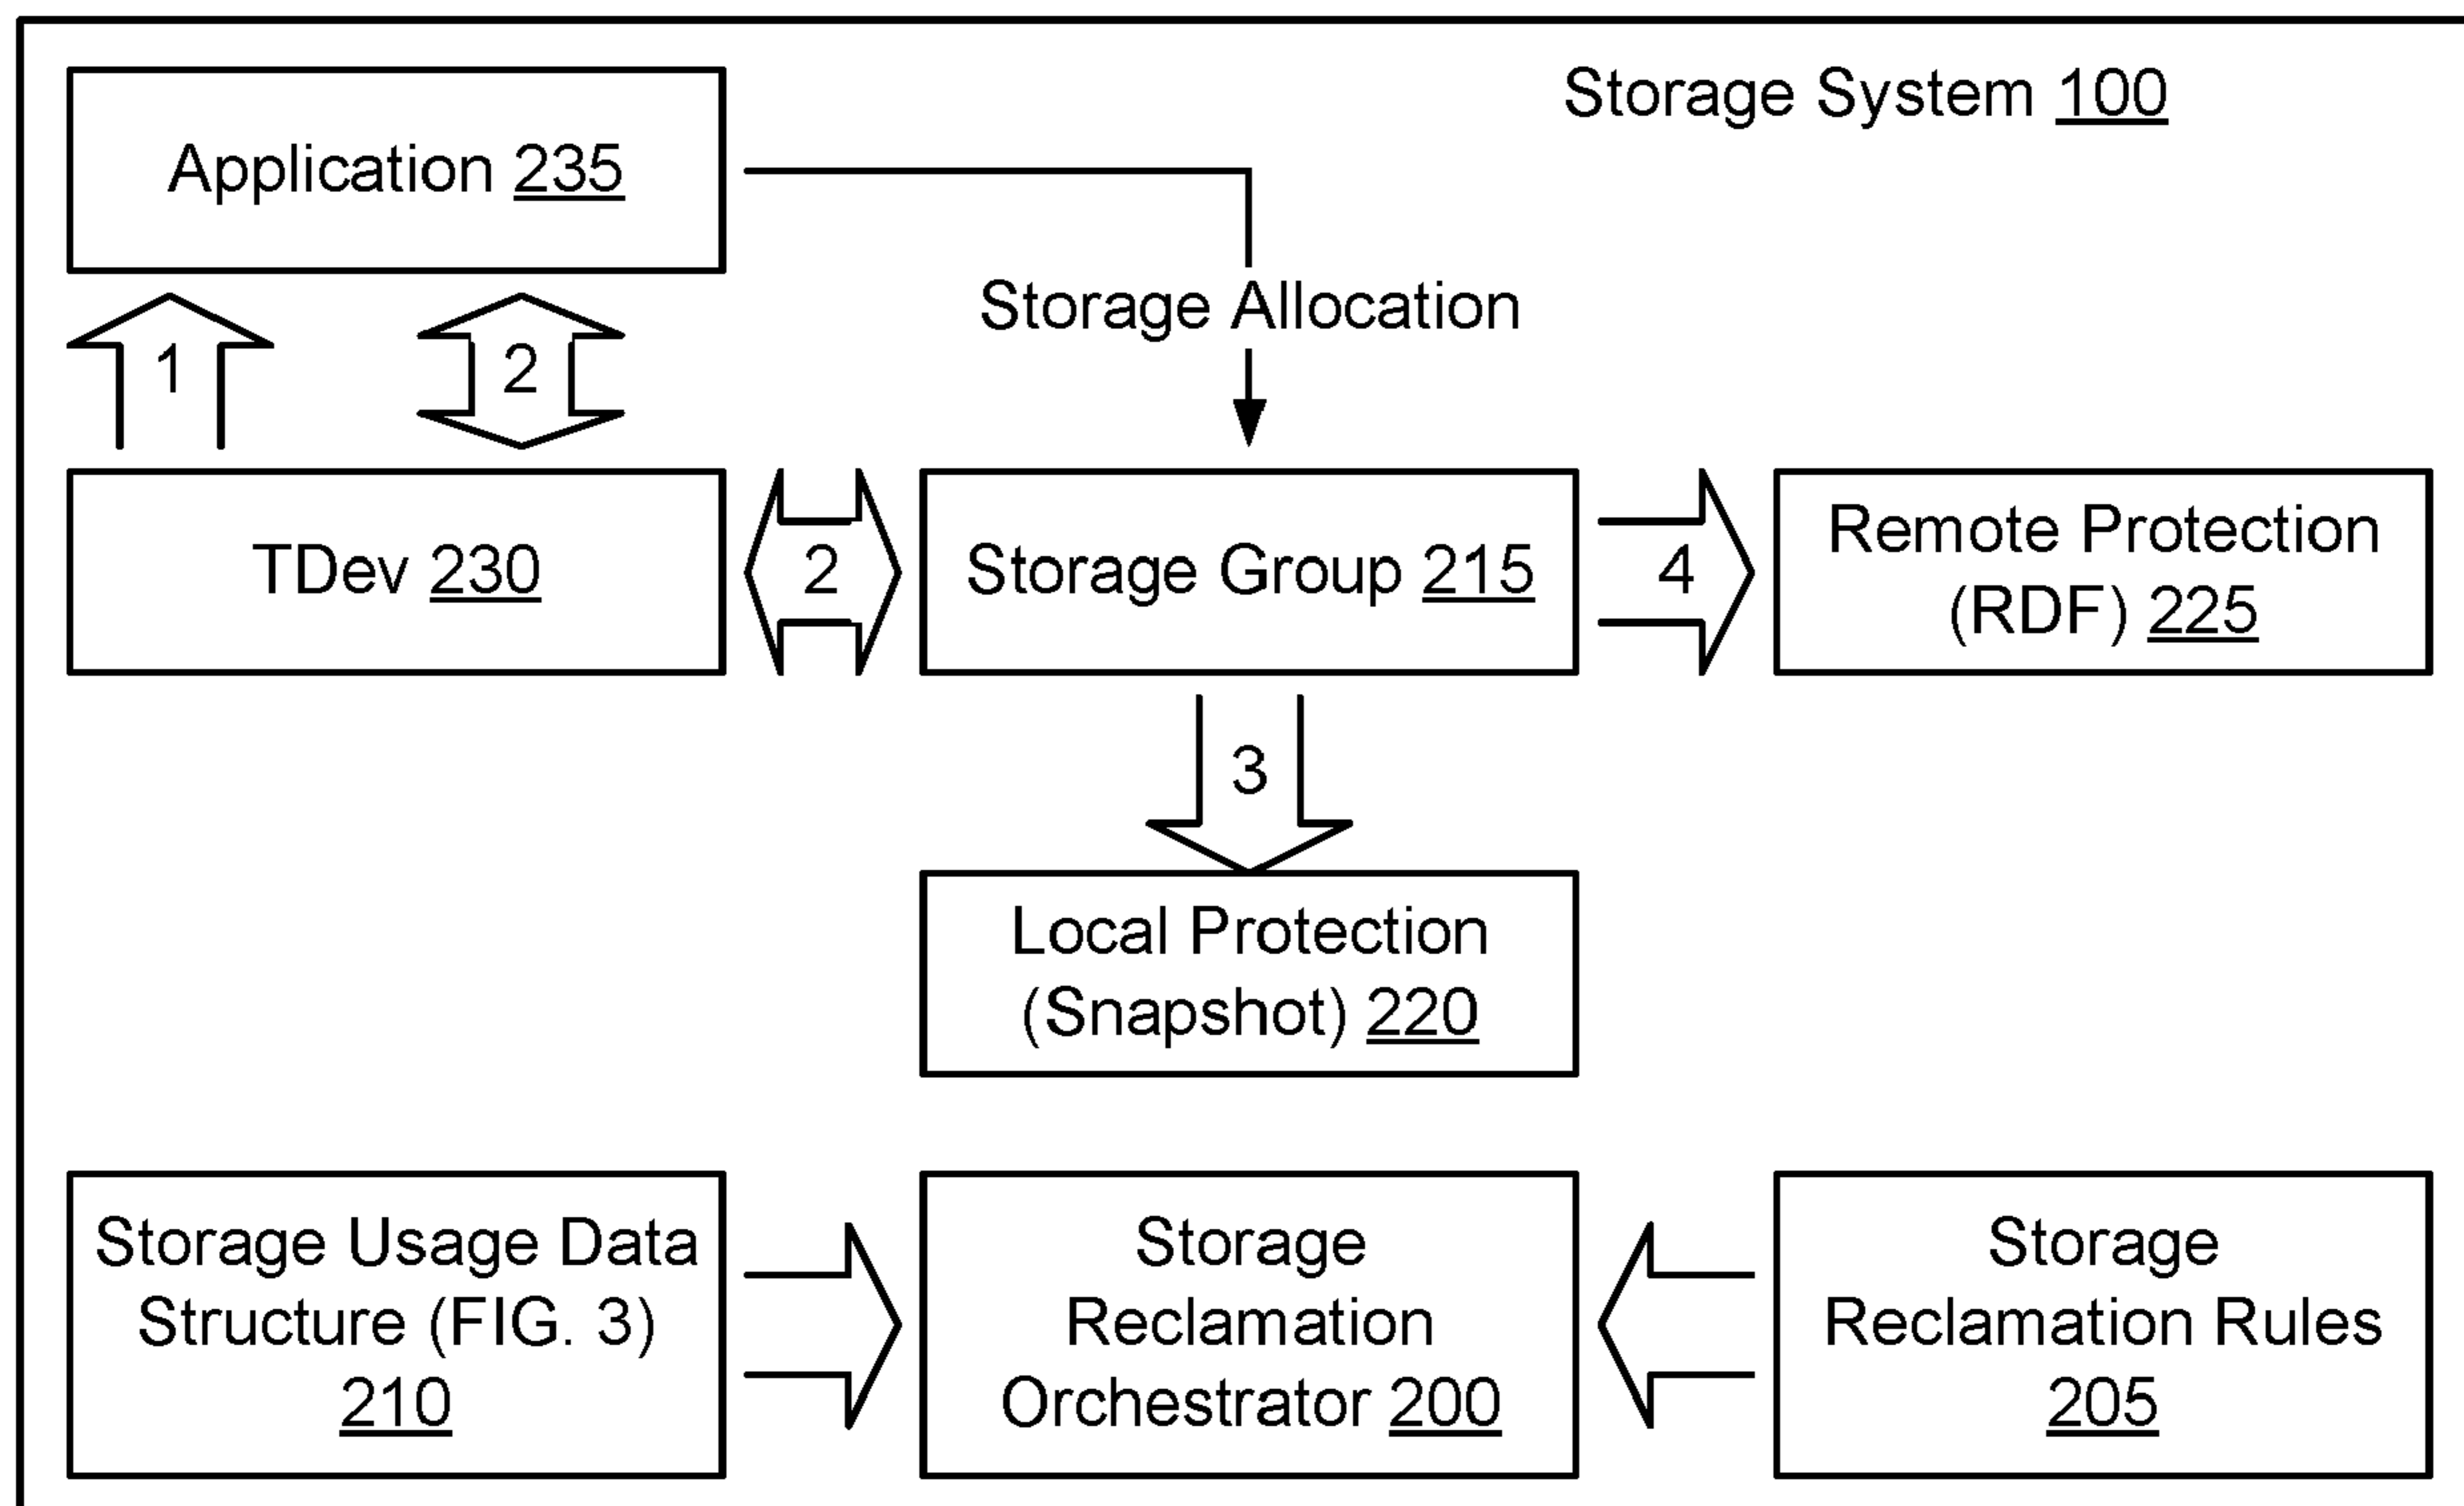 Storage System 100
Application 235
Storage Allocation
1
2
TDev 230
2
Storage Group 215
4
Remote Protection
(RDF) 225
3
Local Protection
(Snapshot) 220
Storage Usage Data
Structure (FIG. 3)
210
Storage
Reclamation
Orchestrator 200
Storage
Reclamation Rules
205